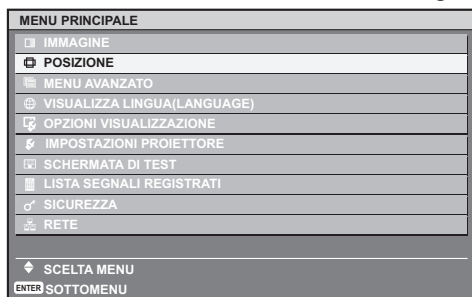 MENU PRINCIPALE
IMMAGINE
POSIZIONE
MENU AVANZATO
VISUALIZZA LINGUA(LANGUAGE)
OPZIONI VISUALIZZAZIONE
IMPOSTAZIONI PROIETTORE
SCHERMATA DI TEST
LISTA SEGNALI REGISTRATI
SICUREZZA
RETE
SCELTA MENU
ENTER SOTTOMENU